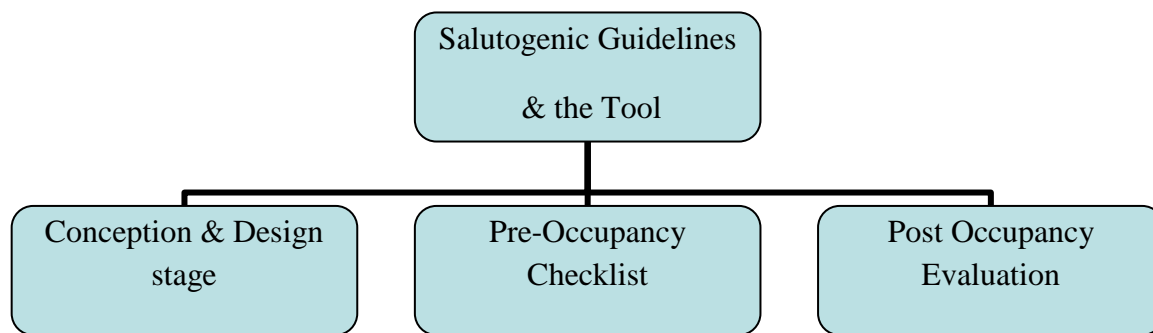 Salutogenic Guidelines
& the Tool
Conception & Design
stage
Pre-Occupancy
Checklist
Post Occupancy
Evaluation